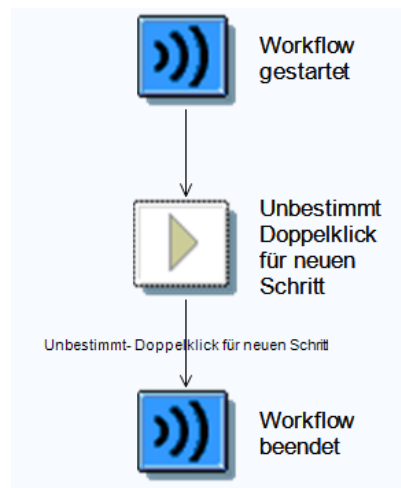 Workflow
gestartet
Unbestimmt
Doppelklick
für neuen
Schritt
Unbestimmt- Doppelklick für neuen Schritt
Workflow
beendet